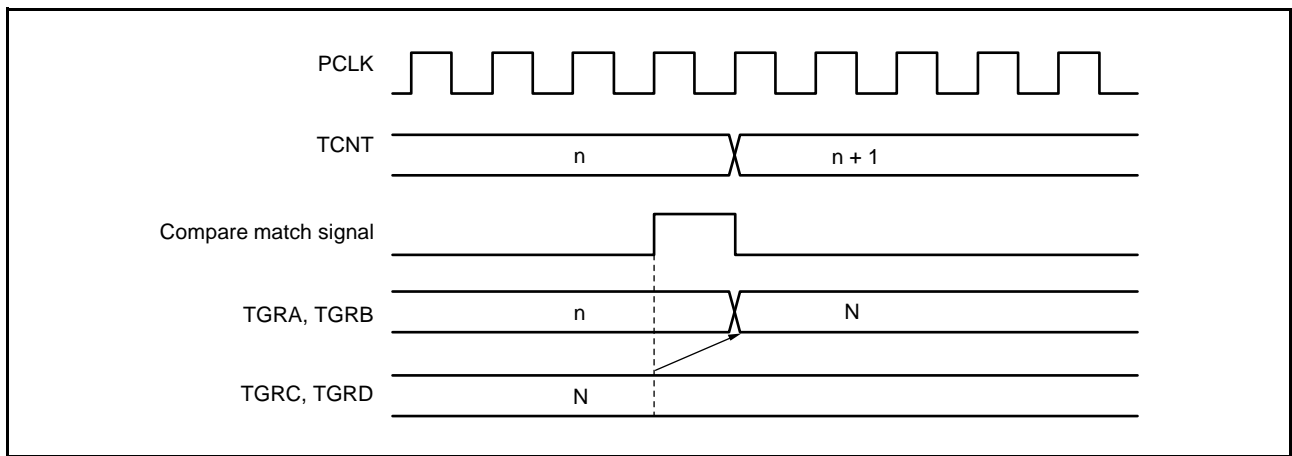 PCLK
TCNT
n
n + 1
Compare match signal
TGRA, TGRB
n
N
TGRC, TGRD
N